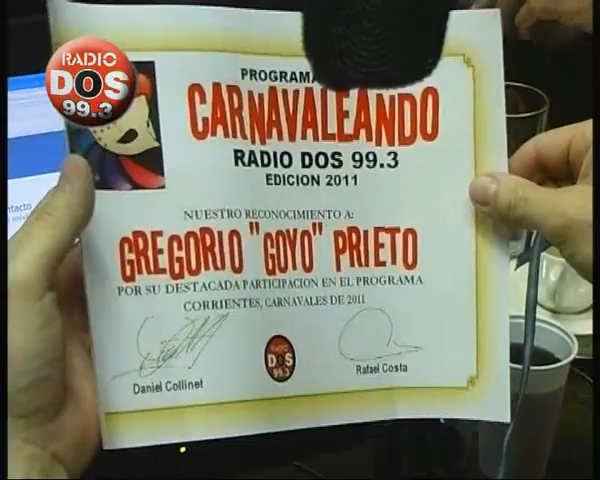 RADIO
DOS
99.3
PROGRAMA
CARNAVALEANDO
RADIO DOS 99.3
EDICION 2011
NUESTRO RECONOCIMIENTO A:
GREGORIO "GOYO" PRIETO
POR SU DESTACADA PARTICIPACION EN EL PROGRAMA
CORRIENTES, CARNAVALES DE 2011
RADIO
DOS
99.3
Daniel Collinet
Rafael Costa